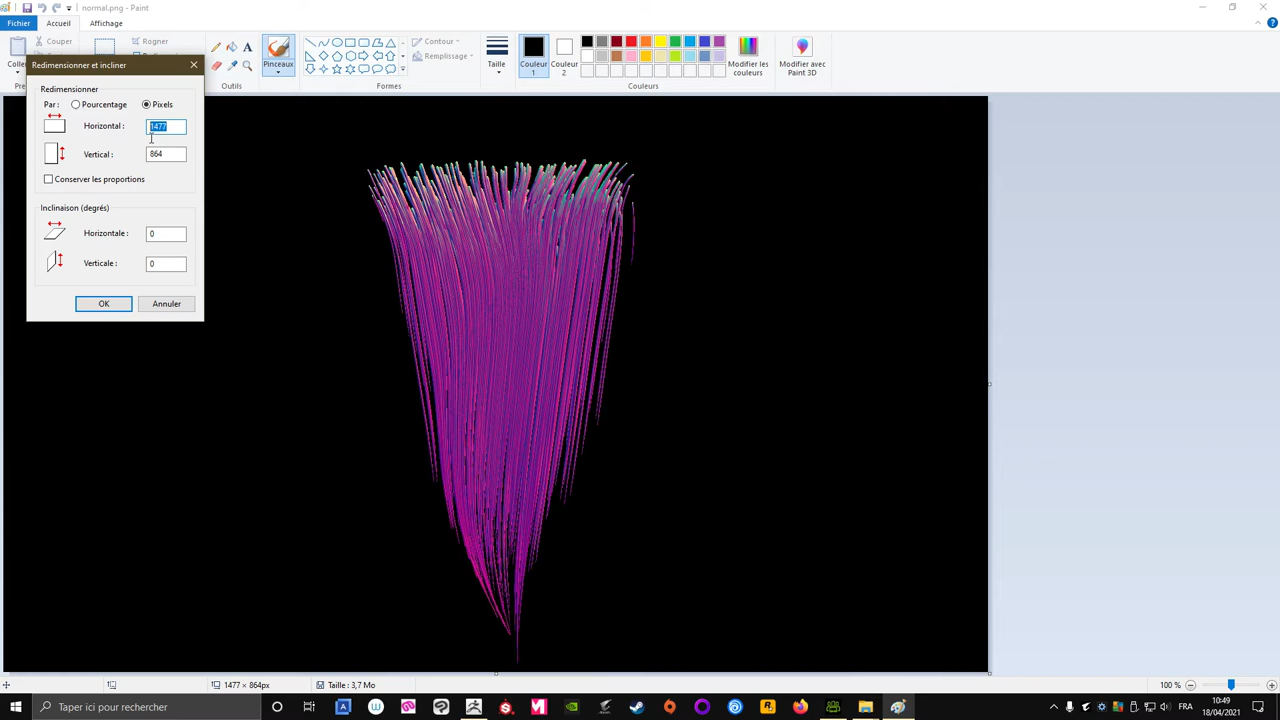 normal.png - Paint
Fichier
Accueil
Affichage
Couper
Rogner
Contour
Remplissage
Pinceaux
Taille
Couleur 1
Couleur 2
Modifier les couleurs
Modifier avec Paint 3D
Outils
Formes
Couleurs
Redimensionner et incliner
Redimensionner
Par :
Pourcentage
Pixels
Horizontal :
1477
Vertical :
864
Conserver les proportions
Inclinaison (degrés)
Horizontale :
0
Verticale :
0
OK
Annuler
1477 × 864px
Taille : 3,7 Mo
100 %
Taper ici pour rechercher
FRA
10:49
18/04/2021